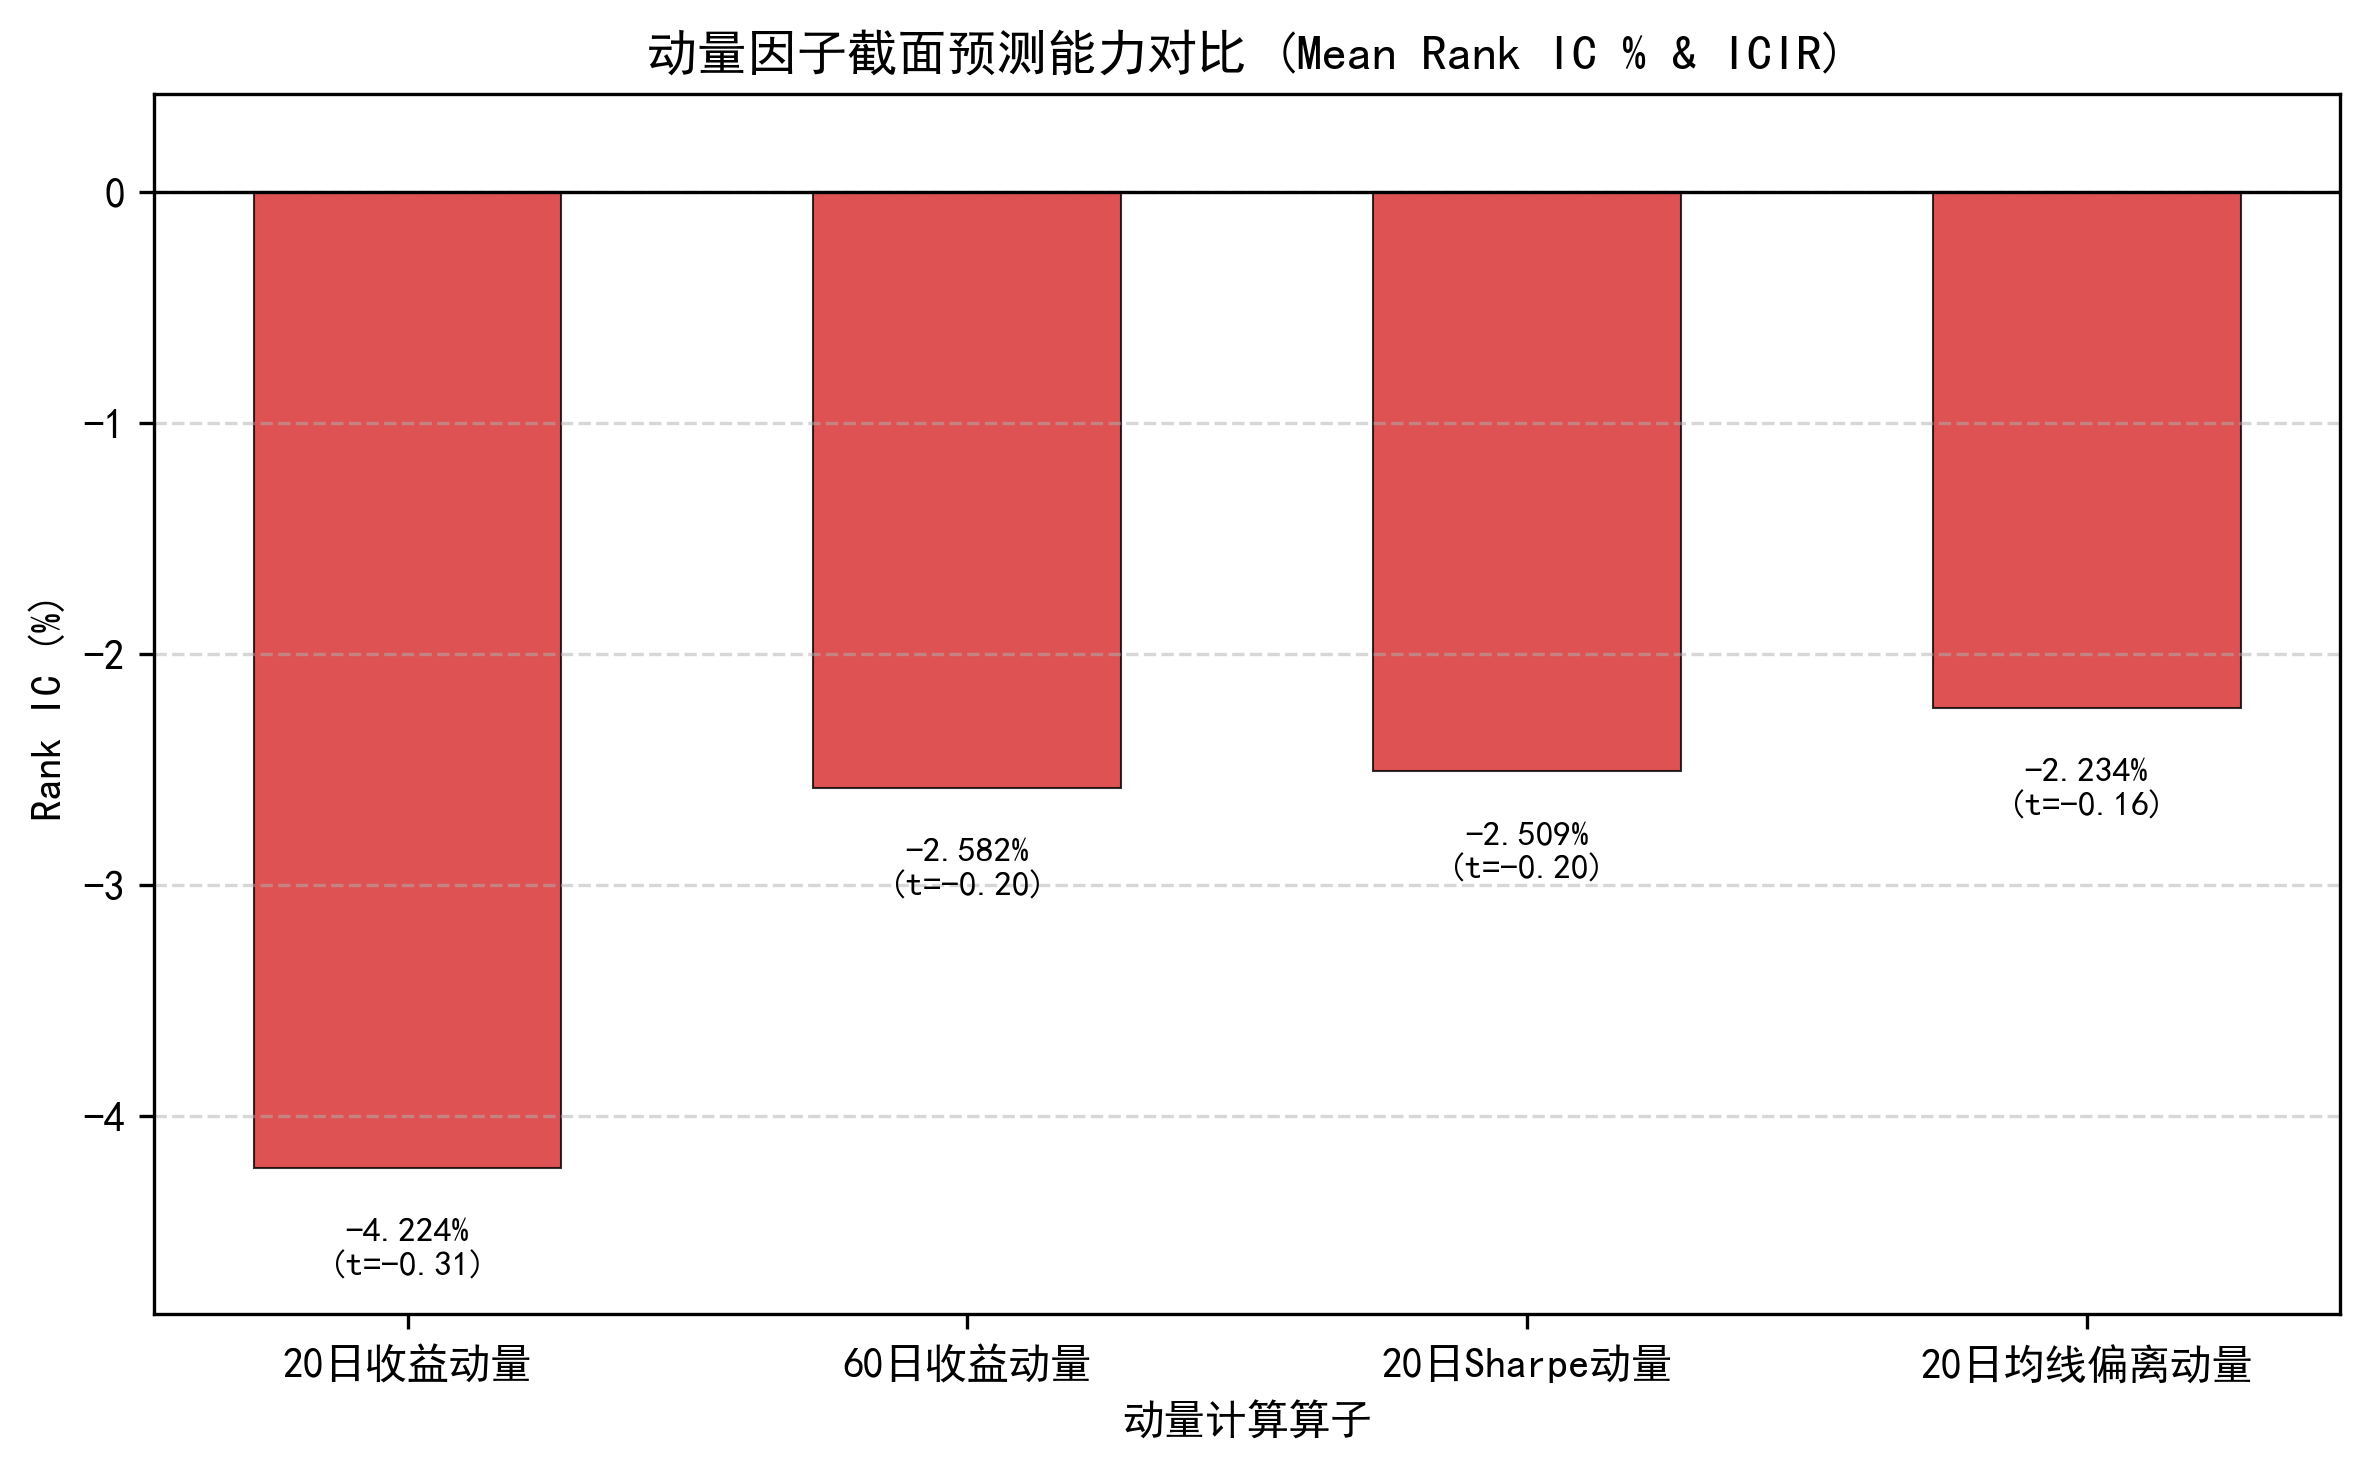 动量因子截面预测能力对比 (Mean Rank IC % & ICIR)
Rank IC (%)
0
-1
-2
-3
-4
-4.224%
(t=-0.31)
-2.582%
(t=-0.20)
-2.509%
(t=-0.20)
-2.234%
(t=-0.16)
20日收益动量
60日收益动量
20日Sharpe动量
20日均线偏离动量
动量计算算子